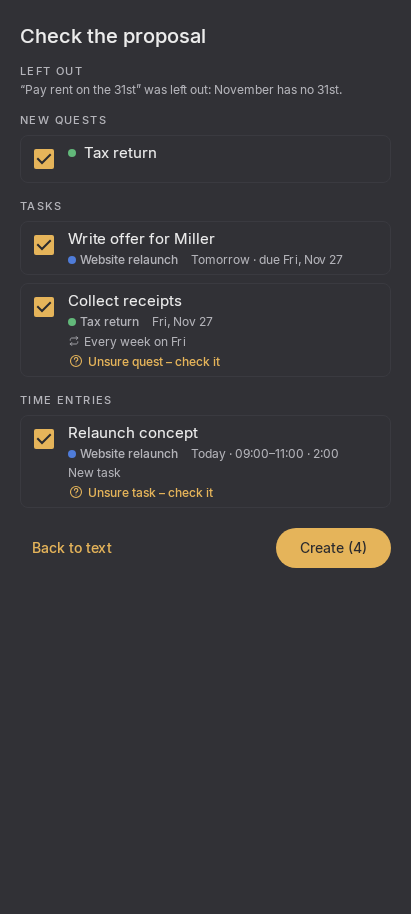 Check the proposal
LEFT OUT
“Pay rent on the 31st” was left out: November has no 31st.
NEW QUESTS
Tax return
TASKS
Write offer for Miller
Website relaunch Tomorrow · due Fri, Nov 27
Collect receipts
Tax return Fri, Nov 27
Every week on Fri
Unsure quest – check it
TIME ENTRIES
Relaunch concept
Website relaunch Today · 09:00–11:00 · 2:00
New task
Unsure task – check it
Back to text
Create (4)